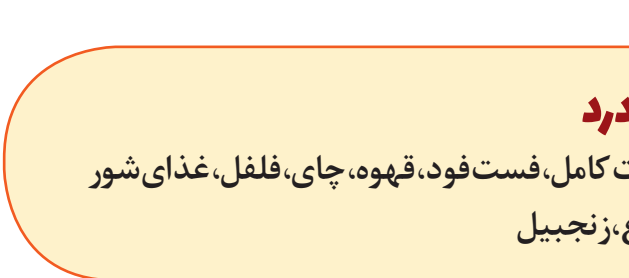 درد
کامل، فست‌فود، قهوه، چای، فلفل، غذای شور
زنجبیل